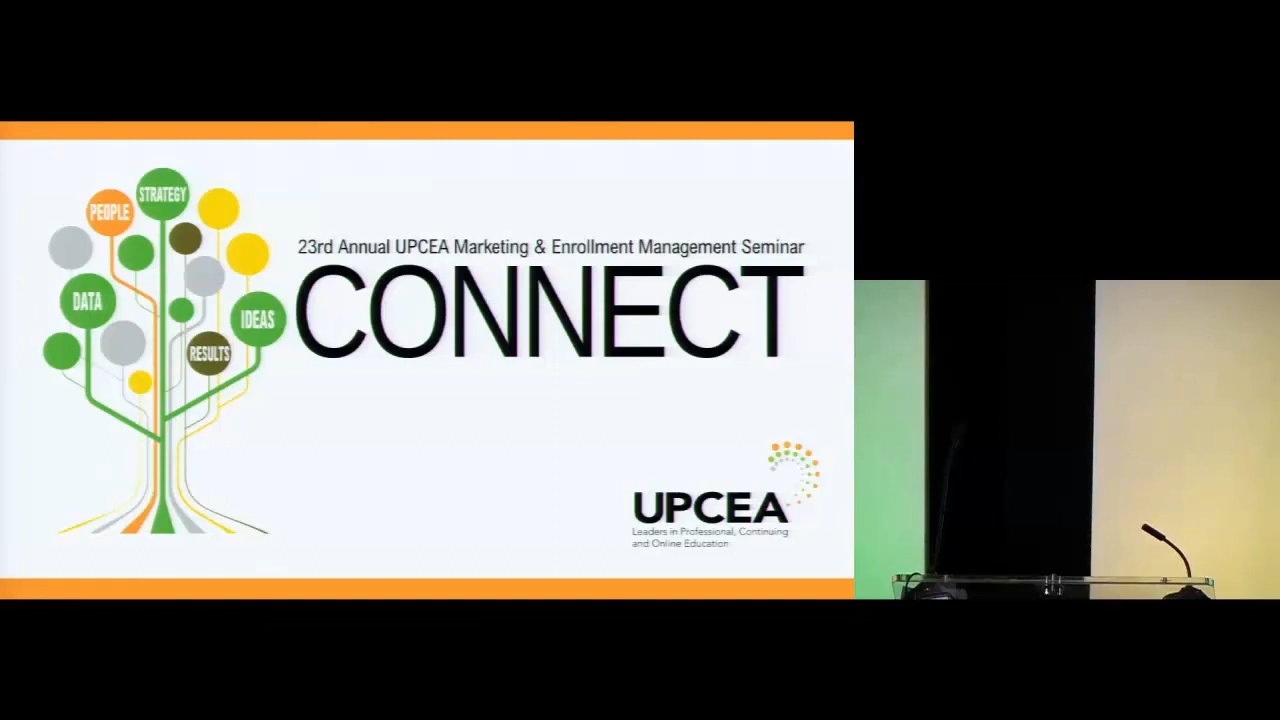 STRATEGY
PEOPLE
DATA
IDEAS
RESULTS
23rd Annual UPCEA Marketing & Enrollment Management Seminar
CONNECT
UPCEA
Leaders in Professional, Continuing
and Online Education